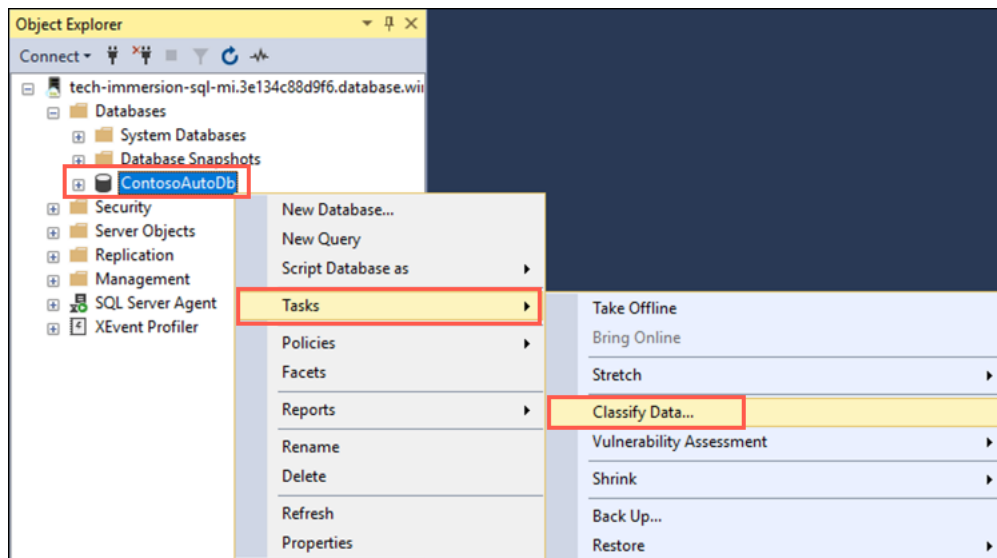 Object Explorer
Connect
tech-immersion-sql-mi.3e134c88d9f6.database.wi
Databases
System Databases
Database Snapshots
ContosoAutoDb
Security
Server Objects
Replication
Management
SQL Server Agent
XEvent Profiler
New Database...
New Query
Script Database as
Tasks
Policies
Facets
Reports
Rename
Delete
Refresh
Properties
Take Offline
Bring Online
Stretch
Classify Data...
Vulnerability Assessment
Shrink
Back Up...
Restore